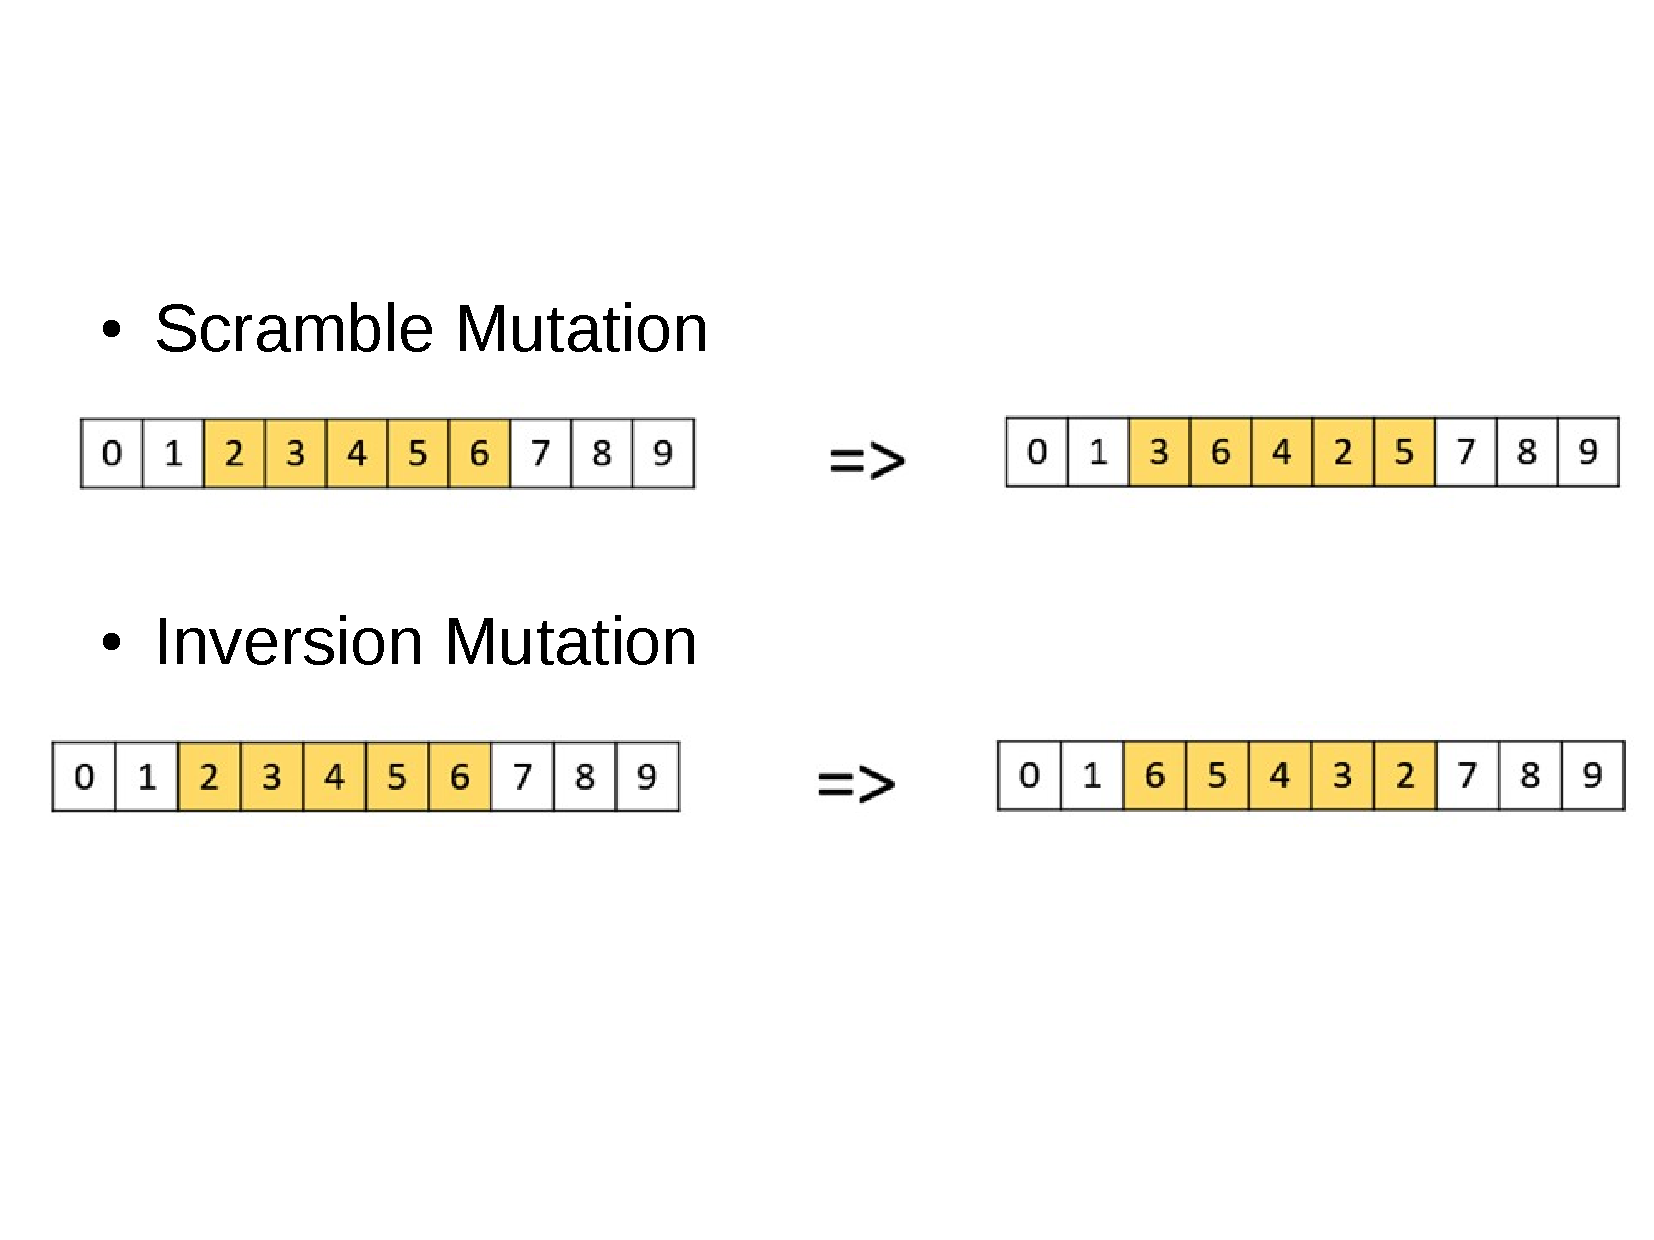 • Scramble Mutation
0 1 2 3 4 5 6 7 8 9 => 0 1 3 6 4 2 5 7 8 9
• Inversion Mutation
0 1 2 3 4 5 6 7 8 9 => 0 1 6 5 4 3 2 7 8 9